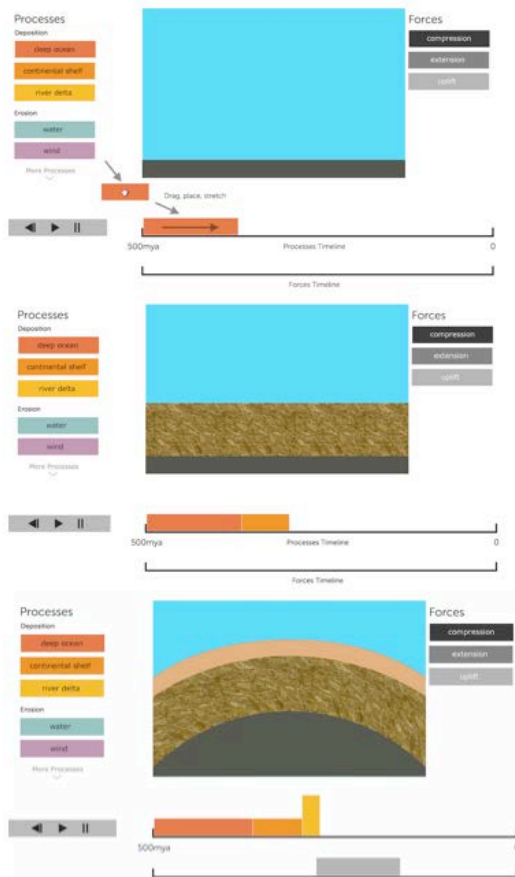 Processes
Deposition
deep ocean
continental shelf
river delta
Erosion
water
wind
More Processes
Forces
compression
extension
uplift
Drag, place, stretch
500mya
Processes Timeline
0
Forces Timeline
Processes
Deposition
deep ocean
continental shelf
river delta
Erosion
water
wind
More Processes
Forces
compression
extension
uplift
500mya
Processes Timeline
0
Forces Timeline
Processes
Deposition
deep ocean
continental shelf
river delta
Erosion
water
wind
More Processes
Forces
compression
extension
uplift
500mya